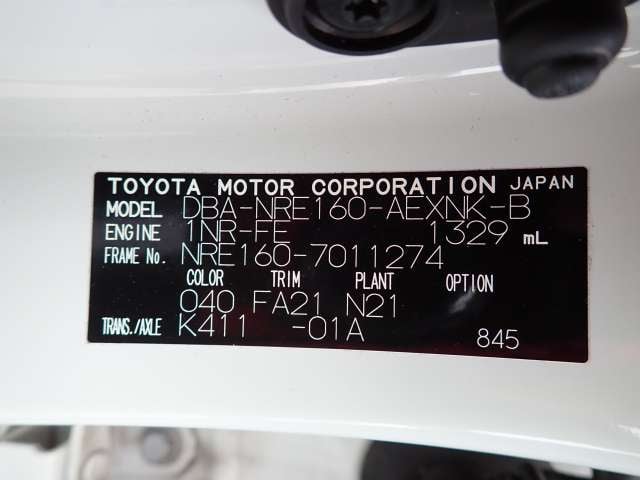 TOYOTA MOTOR CORPORATION JAPAN
MODEL DBA-NRE160-AEXNK-B
ENGINE 1NR-FE 1329 mL
FRAME No. NRE160-7011274
COLOR TRIM PLANT OPTION
040 FA21 N21
TRANS./AXLE K411 -01A 845